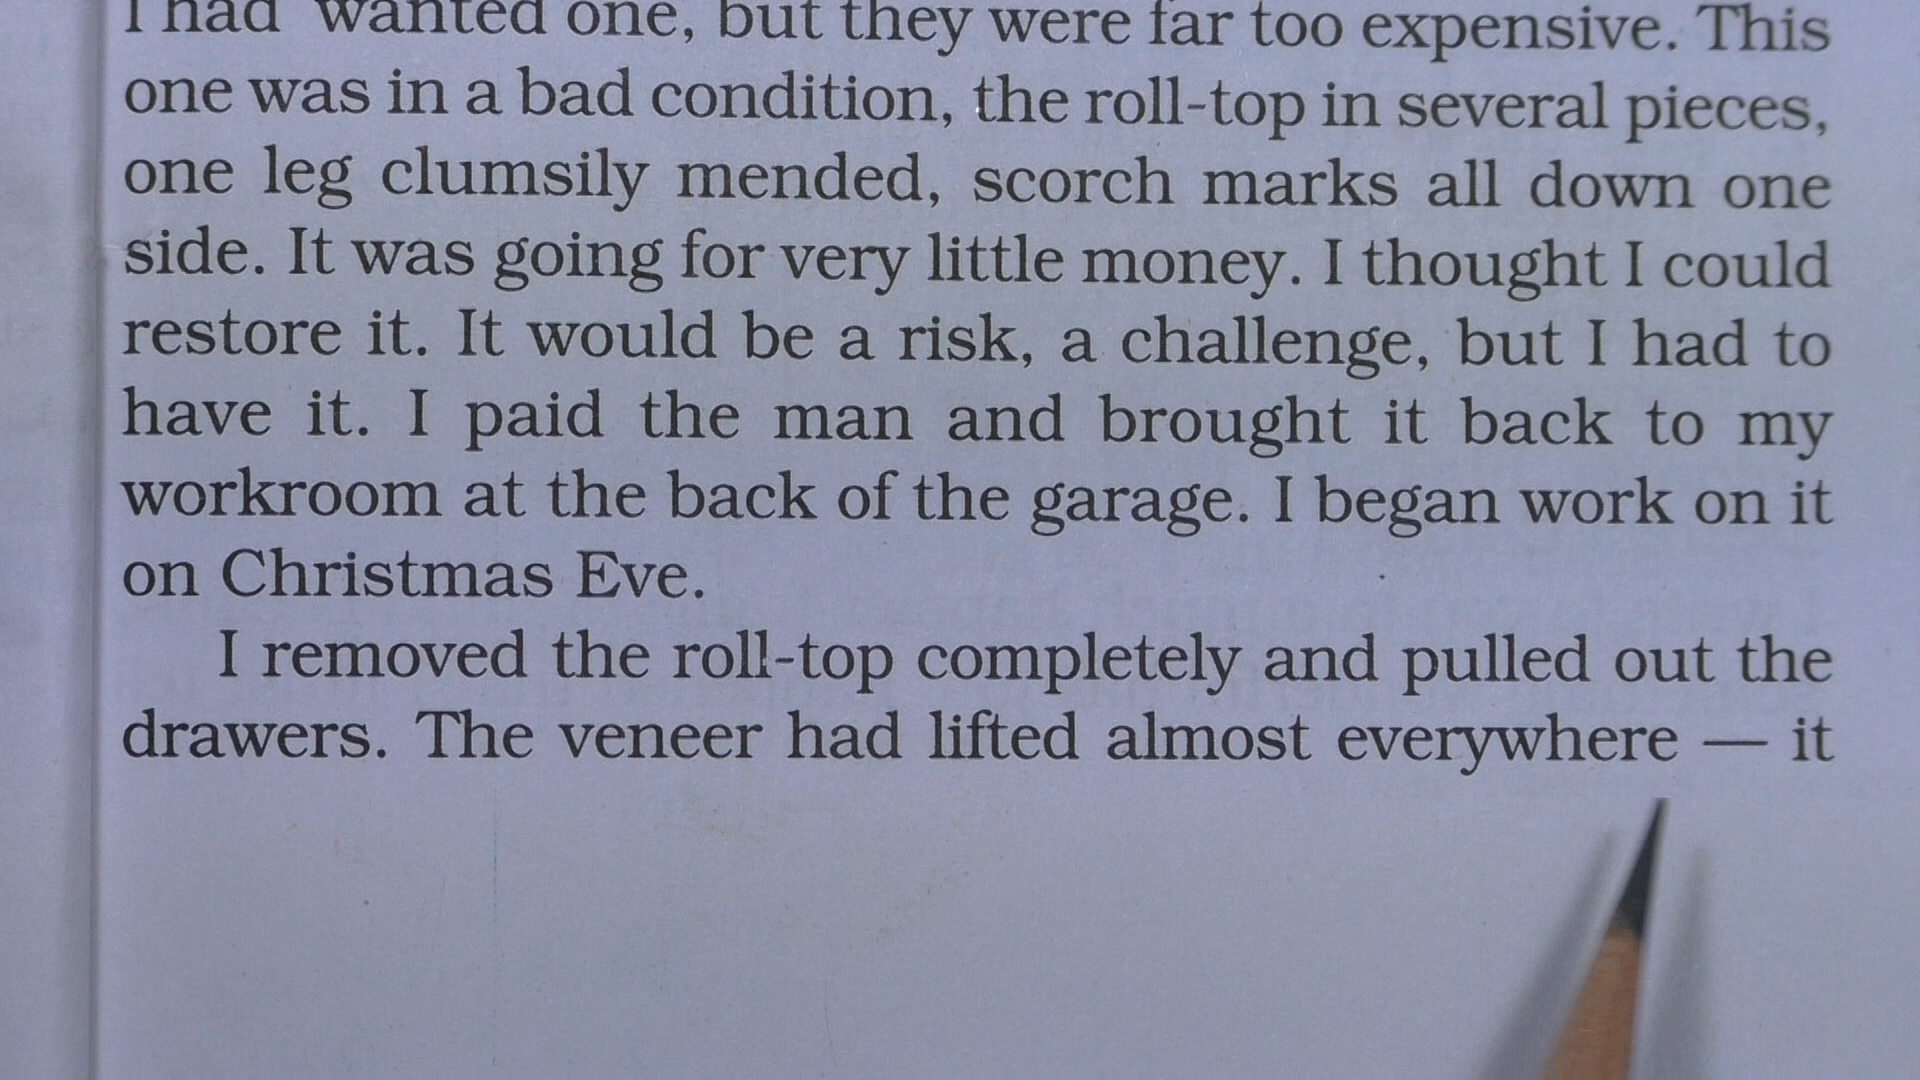 I had wanted one, but they were far too expensive. This
one was in a bad condition, the roll-top in several pieces,
one leg clumsily mended, scorch marks all down one
side. It was going for very little money. I thought I could
restore it. It would be a risk, a challenge, but I had to
have it. I paid the man and brought it back to my
workroom at the back of the garage. I began work on it
on Christmas Eve.
I removed the roll-top completely and pulled out the
drawers. The veneer had lifted almost everywhere — it